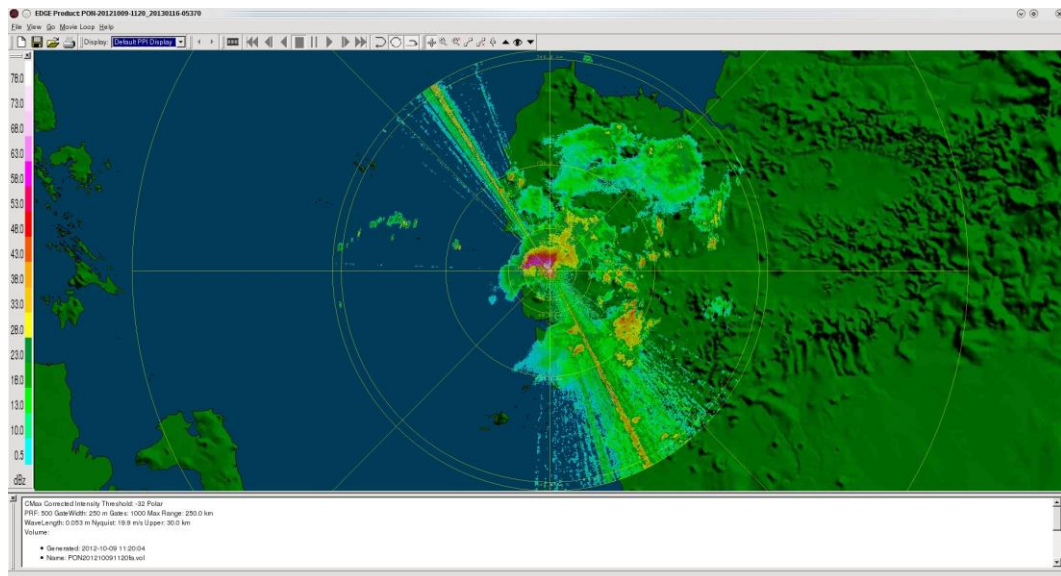 EDGE Product: PON-20121009-1120_20130116-05370
File View Go Movie Loop Help
Display: Default PPI Display
78.0
73.0
68.0
63.0
58.0
53.0
48.0
43.0
38.0
33.0
28.0
23.0
18.0
13.0
10.0
0.5
dBz
CMax Corrected Intensity Threshold: -32 Polar
PRF: 500 GateWidth: 250 m Gates: 1000 Max Range: 250.0 km
WaveLength: 0.053 m Nyquist: 19.9 m/s Upper: 30.0 km
Volume:
• Generated: 2012-10-09 11:20:04
• Name: PON201210091120fa.vol